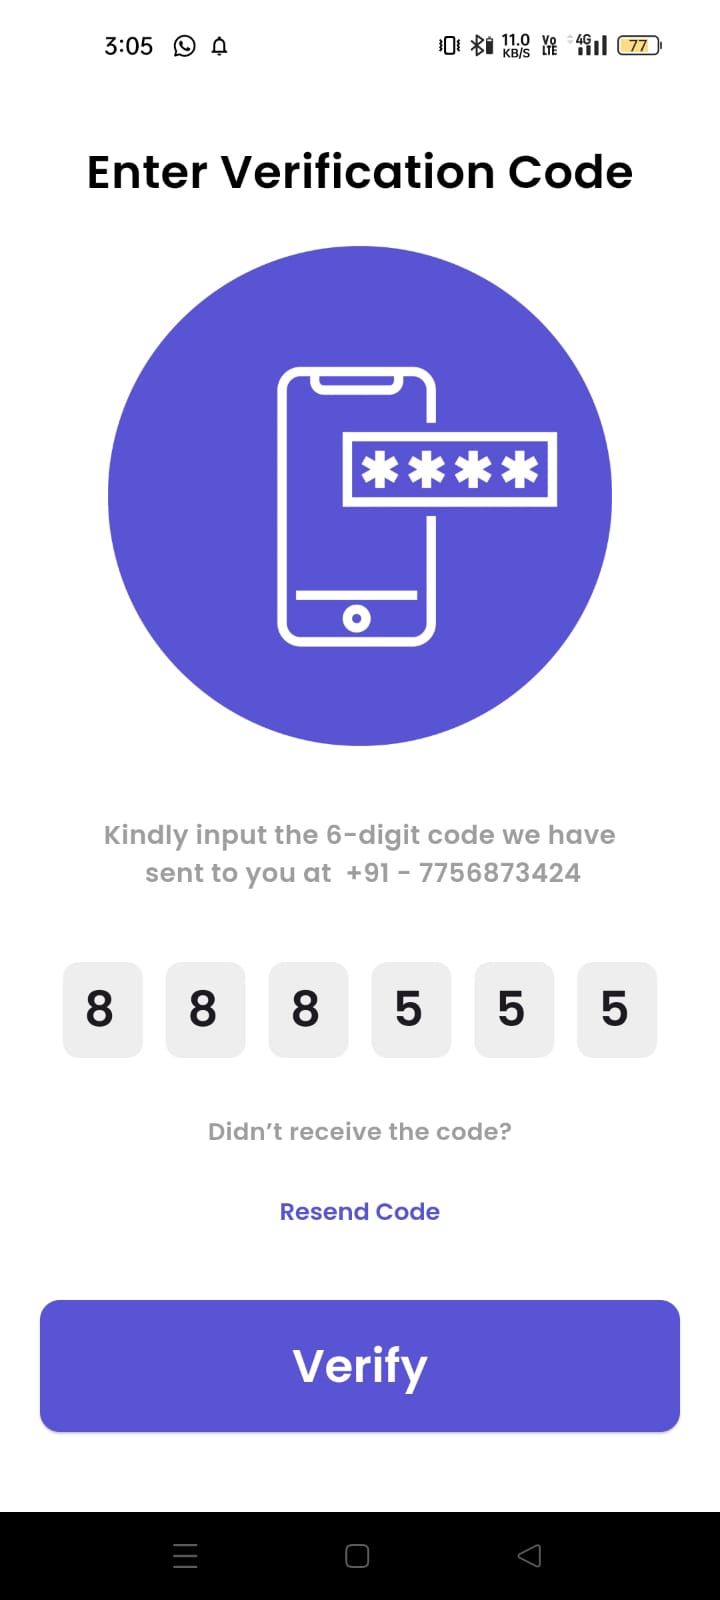 3:05 11.0 KB/S Vo LTE 4G 77
Enter Verification Code
****
Kindly input the 6-digit code we have
sent to you at +91 - 7756873424
8 8 8 5 5 5
Didn’t receive the code?
Resend Code
Verify